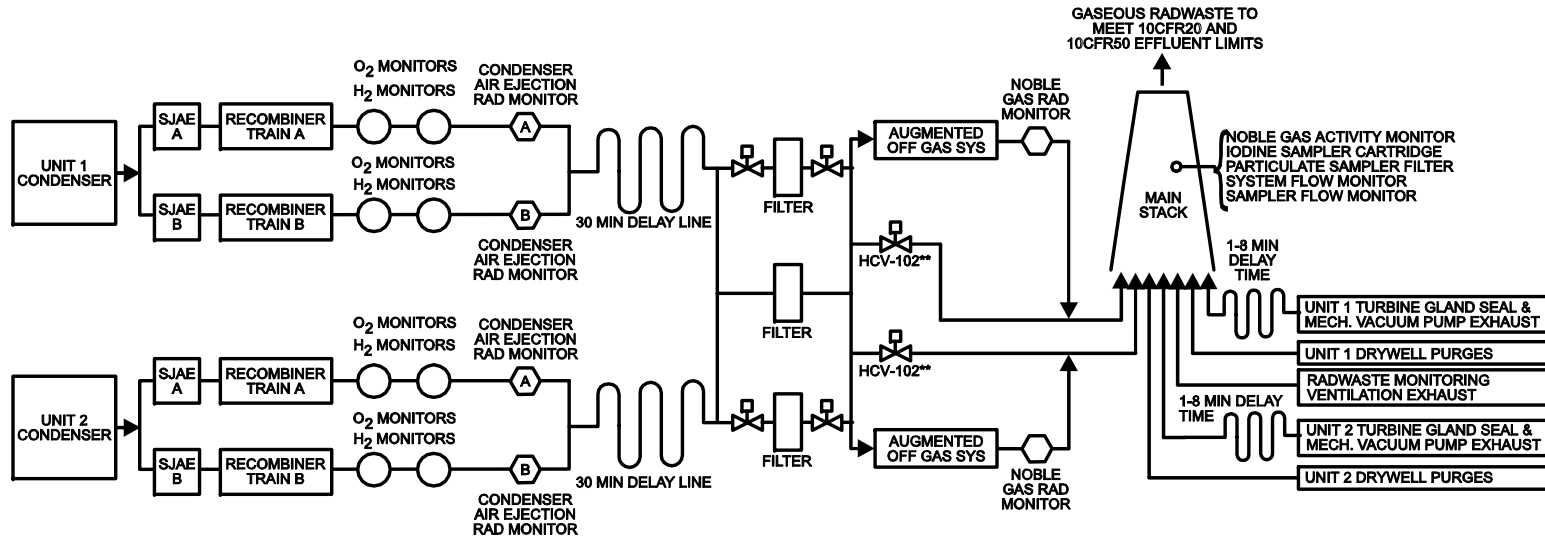 GASEOUS RADWASTE TO
MEET 10CFR20 AND
10CFR50 EFFLUENT LIMITS
O2 MONITORS
H2 MONITORS
CONDENSER
AIR EJECTION
RAD MONITOR
NOBLE
GAS RAD
MONITOR
UNIT 1
CONDENSER
SJAE
A
RECOMBINER
TRAIN A
A
AUGMENTED
OFF GAS SYS
NOBLE GAS ACTIVITY MONITOR
IODINE SAMPLER CARTRIDGE
PARTICULATE SAMPLER FILTER
SYSTEM FLOW MONITOR
SAMPLER FLOW MONITOR
O2 MONITORS
H2 MONITORS
SJAE
B
RECOMBINER
TRAIN B
B
30 MIN DELAY LINE
FILTER
MAIN
STACK
CONDENSER
AIR EJECTION
RAD MONITOR
HCV-102**
1-8 MIN
DELAY
TIME
FILTER
UNIT 1 TURBINE GLAND SEAL &
MECH. VACUUM PUMP EXHAUST
O2 MONITORS
H2 MONITORS
CONDENSER
AIR EJECTION
RAD MONITOR
HCV-102**
UNIT 1 DRYWELL PURGES
UNIT 2
CONDENSER
SJAE
A
RECOMBINER
TRAIN A
A
RADWASTE MONITORING
VENTILATION EXHAUST
1-8 MIN DELAY
TIME
O2 MONITORS
H2 MONITORS
AUGMENTED
OFF GAS SYS
UNIT 2 TURBINE GLAND SEAL &
MECH. VACUUM PUMP EXHAUST
SJAE
B
RECOMBINER
TRAIN B
B
30 MIN DELAY LINE
FILTER
NOBLE
GAS RAD
MONITOR
UNIT 2 DRYWELL PURGES
CONDENSER
AIR EJECTION
RAD MONITOR